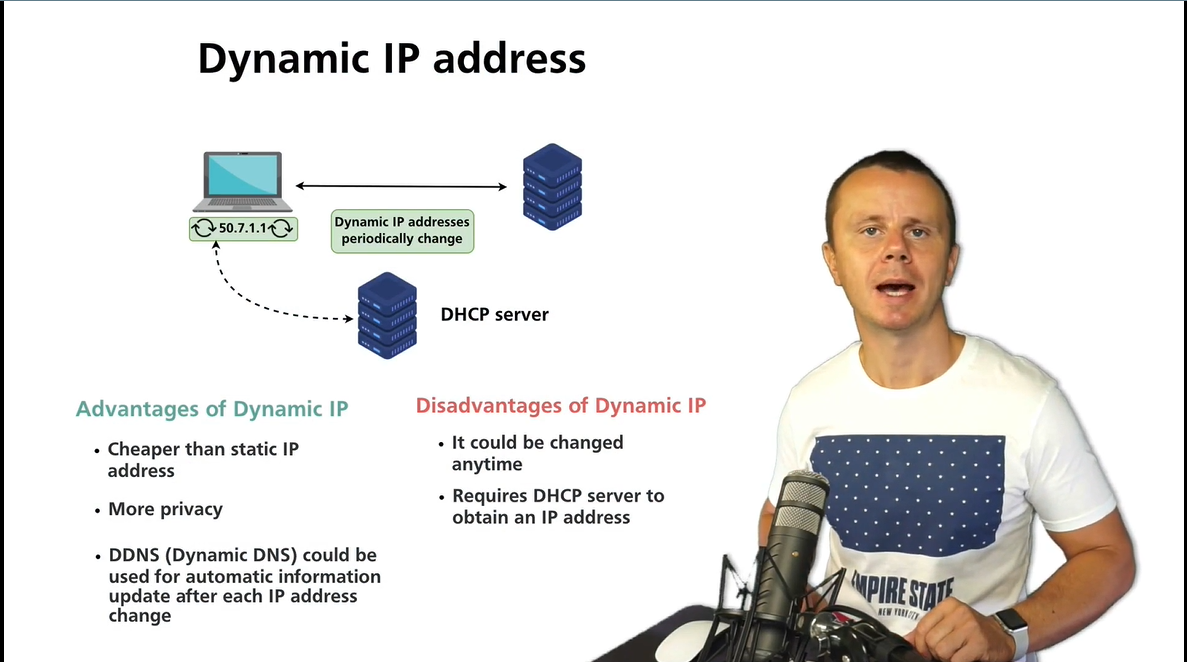 Dynamic IP address
50.7.1.1
Dynamic IP addresses
periodically change
DHCP server
Advantages of Dynamic IP
• Cheaper than static IP
address
• More privacy
• DDNS (Dynamic DNS) could be
used for automatic information
update after each IP address
change
Disadvantages of Dynamic IP
• It could be changed
anytime
• Requires DHCP server to
obtain an IP address
EMPIRE STATE
NEW YORK